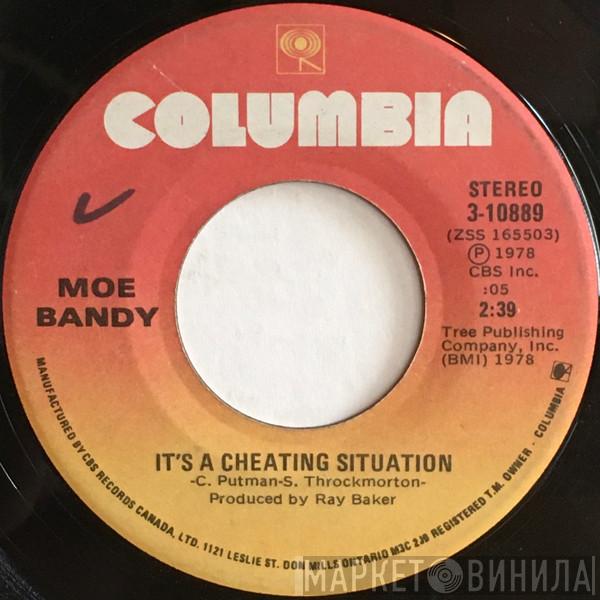 COLUMBIA
STEREO
3-10889
(ZSS 165503)
Ⓟ 1978
CBS Inc.
:05
2:39
Tree Publishing
Company, Inc.
(BMI) 1978
MOE
BANDY
IT'S A CHEATING SITUATION
-C. Putman-S. Throckmorton-
Produced by Ray Baker
MANUFACTURED BY CBS RECORDS CANADA, LTD. 1121 LESLIE ST. DON MILLS ONTARIO M3C 2J9 REGISTERED T.M. OWNER · COLUMBIA
МАРКЕТ ВИНИЛА